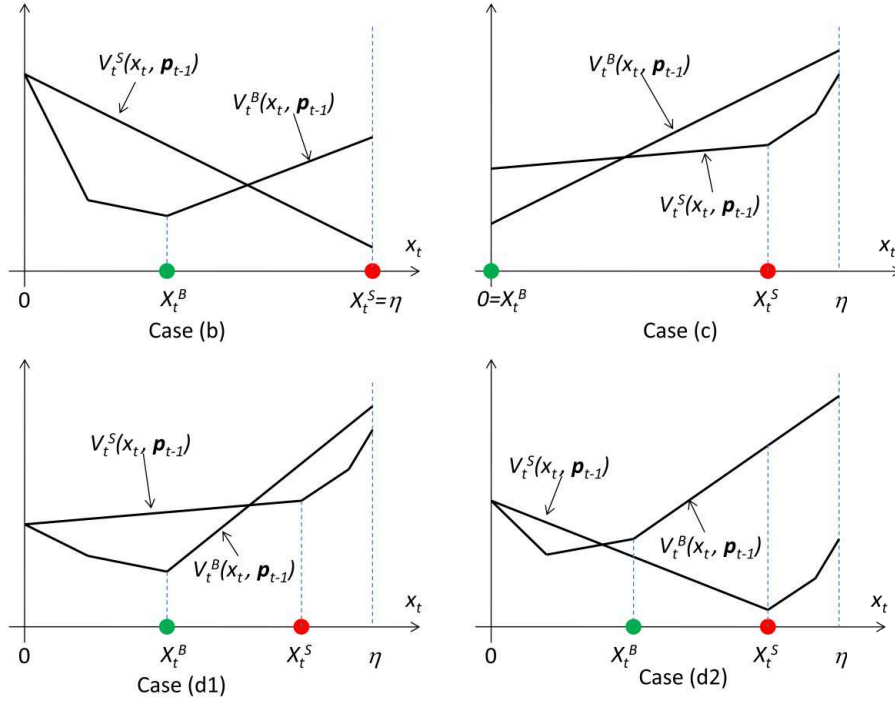 V_t^S(x_t, p_{t-1})
V_t^B(x_t, p_{t-1})
x_t
0
X_t^B
X_t^S=η
Case (b)
V_t^B(x_t, p_{t-1})
V_t^S(x_t, p_{t-1})
x_t
0=X_t^B
X_t^S
η
Case (c)
V_t^S(x_t, p_{t-1})
V_t^B(x_t, p_{t-1})
x_t
0
X_t^B
X_t^S
η
Case (d1)
V_t^S(x_t, p_{t-1})
V_t^B(x_t, p_{t-1})
x_t
0
X_t^B
X_t^S
η
Case (d2)